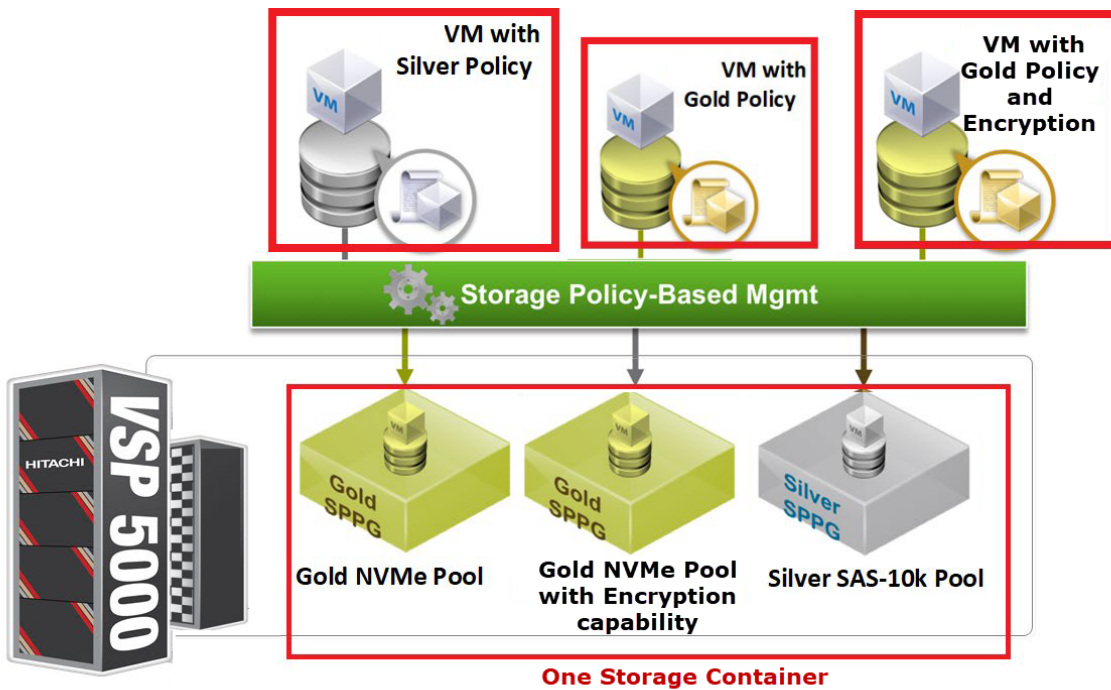 VM with
Silver Policy
VM
VM with
Gold Policy
VM
VM with
Gold Policy
and
Encryption
VM
Storage Policy-Based Mgmt
HITACHI
VSP 5000
VM
Gold
SPPG
Gold NVMe Pool
VM
Gold
SPPG
Gold NVMe Pool
with Encryption
capability
VM
Silver
SPPG
Silver SAS-10k Pool
One Storage Container